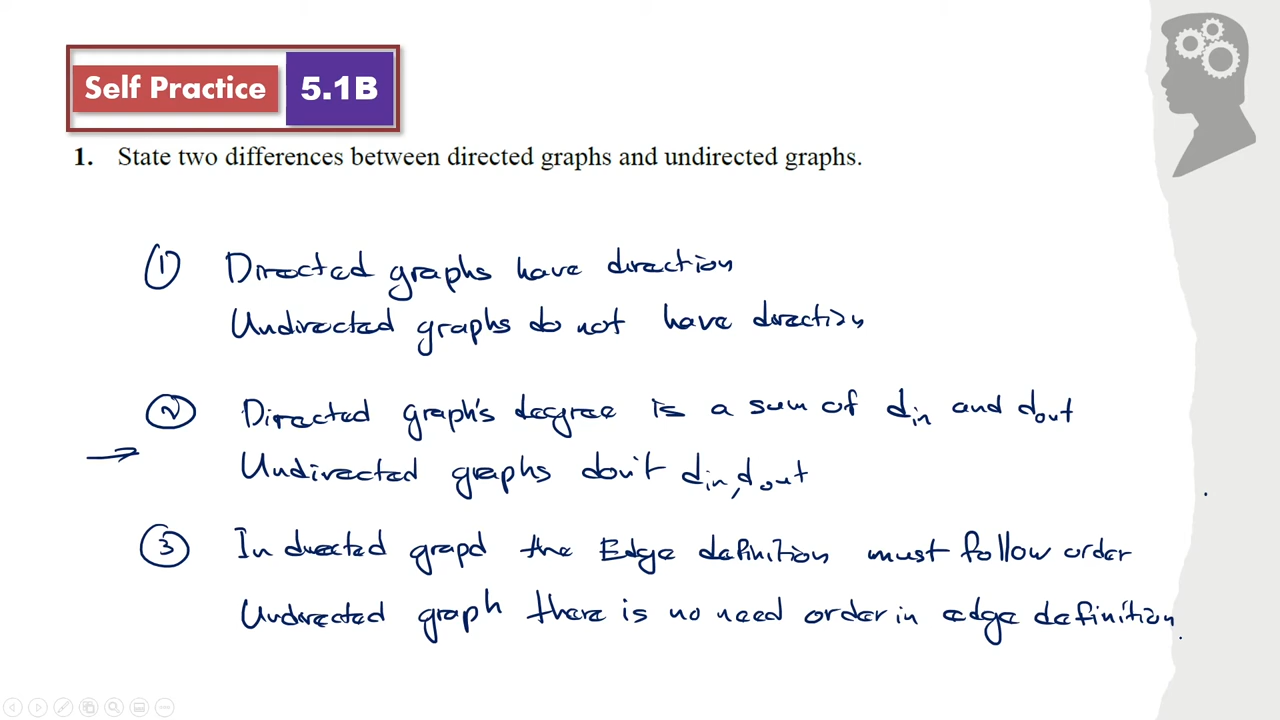 Self Practice 5.1B
1. State two differences between directed graphs and undirected graphs.
① Directed graphs have direction
Undirected graphs do not have direction
② Directed graph's degree is a sum of din and dout
→ Undirected graphs don't din, dout
③ In directed grapd the Edge definition must follow order
Undirected graph there is no need order in edge definition.